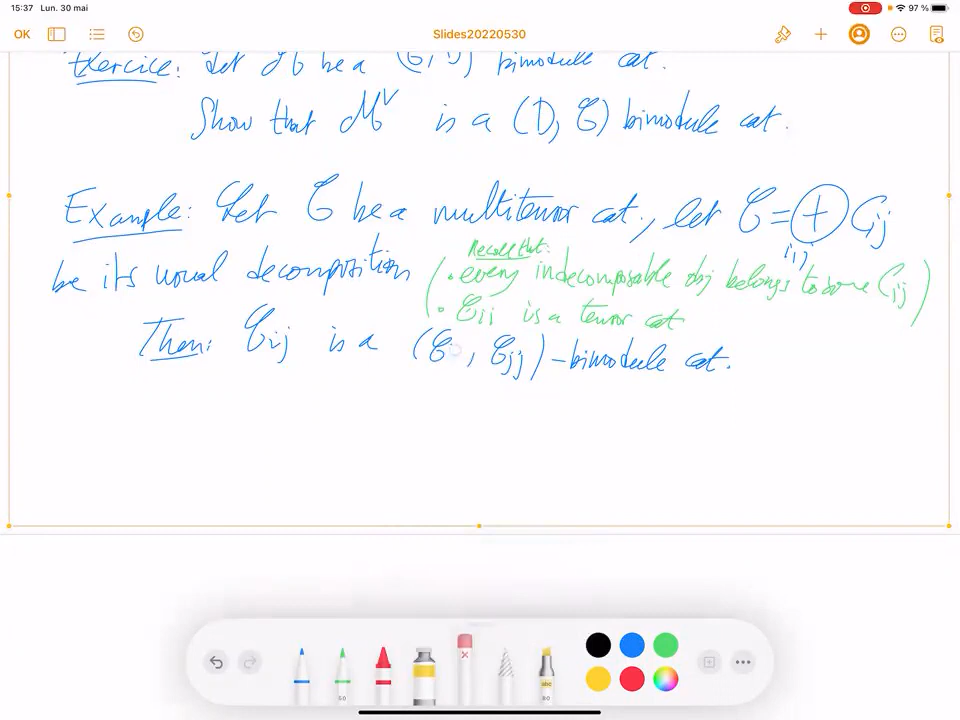 15:37 Lun. 30 mai 97 %
OK Slides20220530
Exercice: Let M be a (C, D) bimodule cat.
Show that M^V is a (D, C) bimodule cat.
Example: Let C be a multitensor cat., let C = ⊕ C_ij
i,j
Recall that:
be its usual decomposition ( • every indecomposable obj belongs to some C_ij )
• C_ii is a tensor cat
Then: C_ij is a (C , C_jj) - bimodule cat.